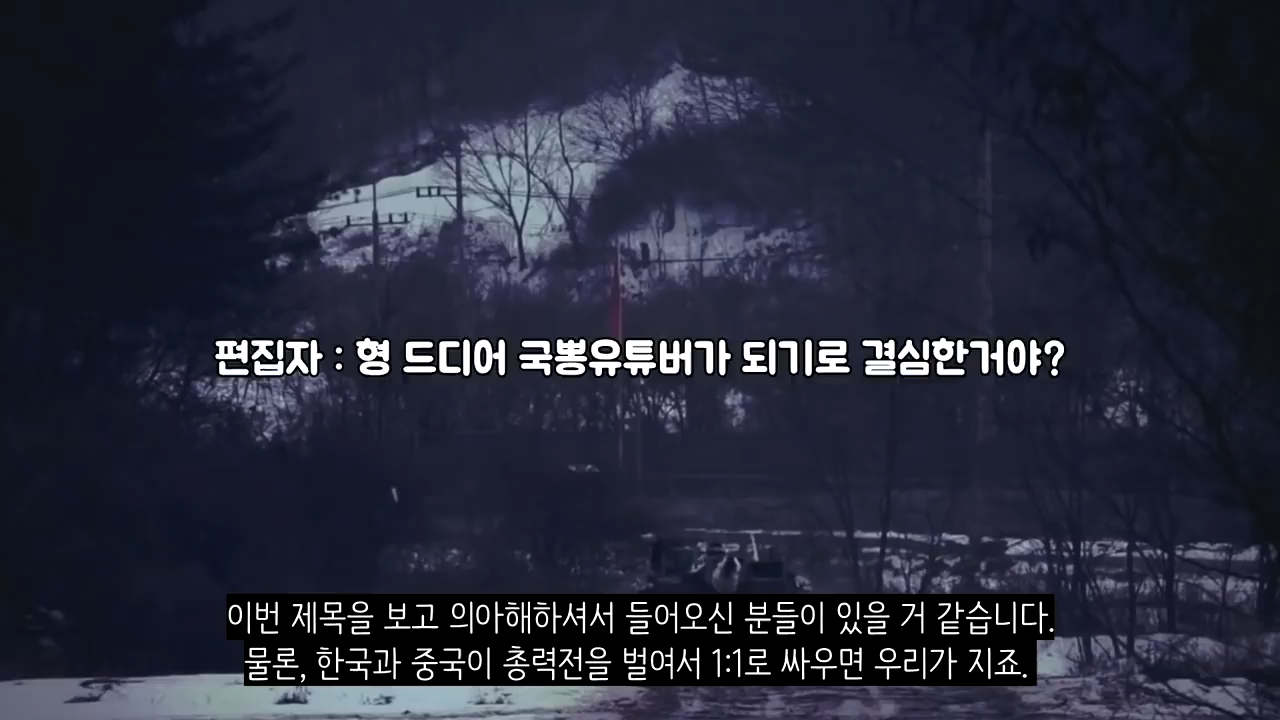 편집자 : 형 드디어 국뽕유튜버가 되기로 결심한거야?
이번 제목을 보고 의아해하셔서 들어오신 분들이 있을 거 같습니다.
물론, 한국과 중국이 총력전을 벌여서 1:1로 싸우면 우리가 지죠.